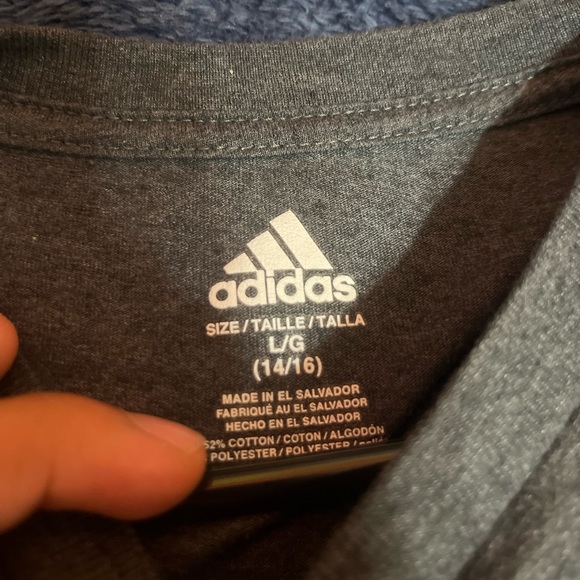 adidas
SIZE/TAILLE/TALLA
L/G
(14/16)
MADE IN EL SALVADOR
FABRIQUÉ AU EL SALVADOR
HECHO EN EL SALVADOR
COTTON/COTON/ALGODÓN
POLYESTER/POLYESTER/